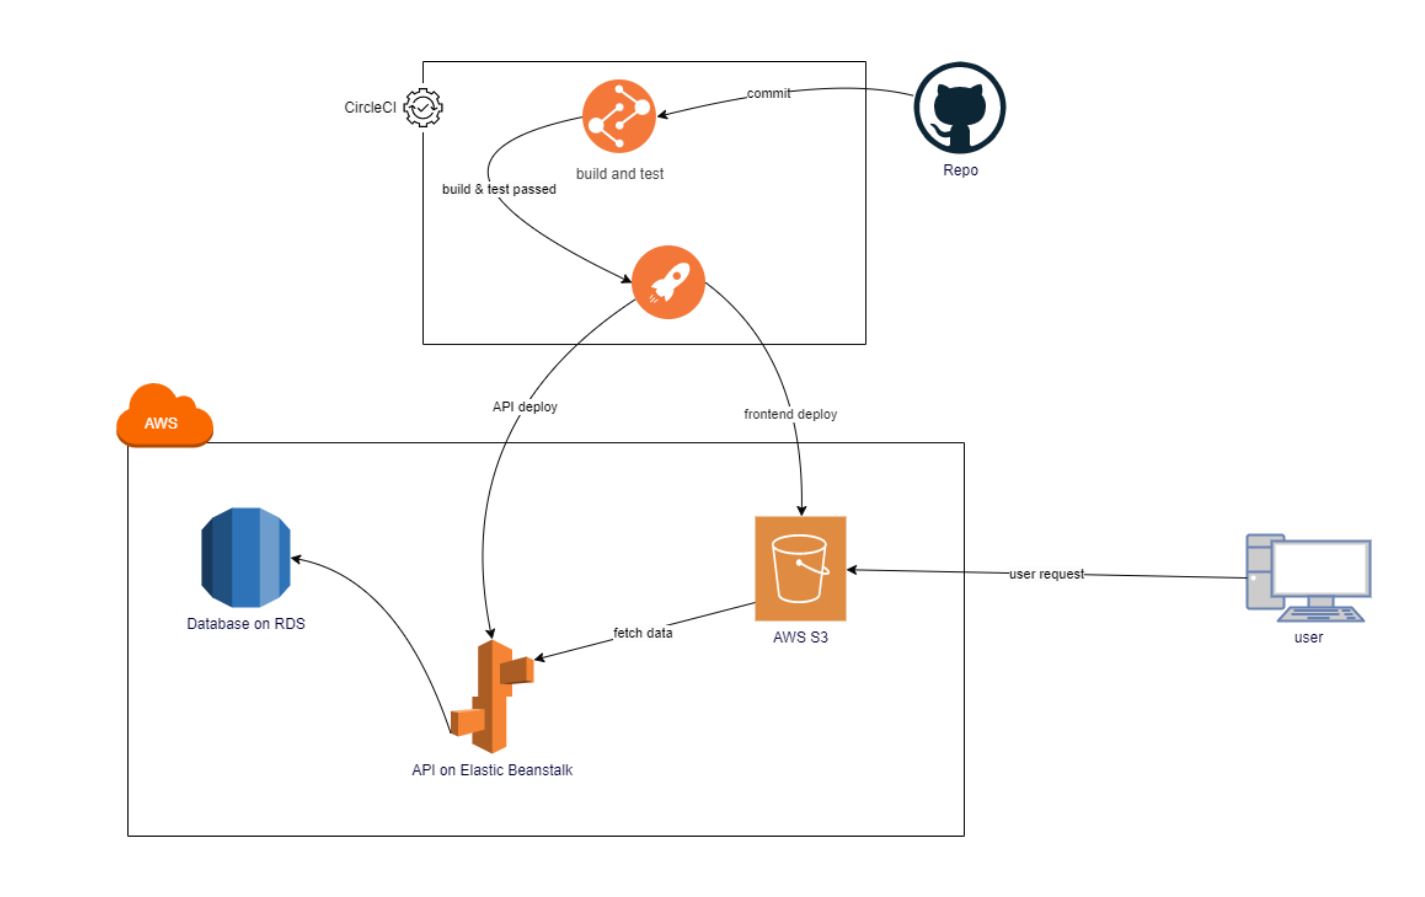 commit
CircleCI
build and test
Repo
build & test passed
API deploy
frontend deploy
AWS
user request
Database on RDS
fetch data
AWS S3
user
API on Elastic Beanstalk